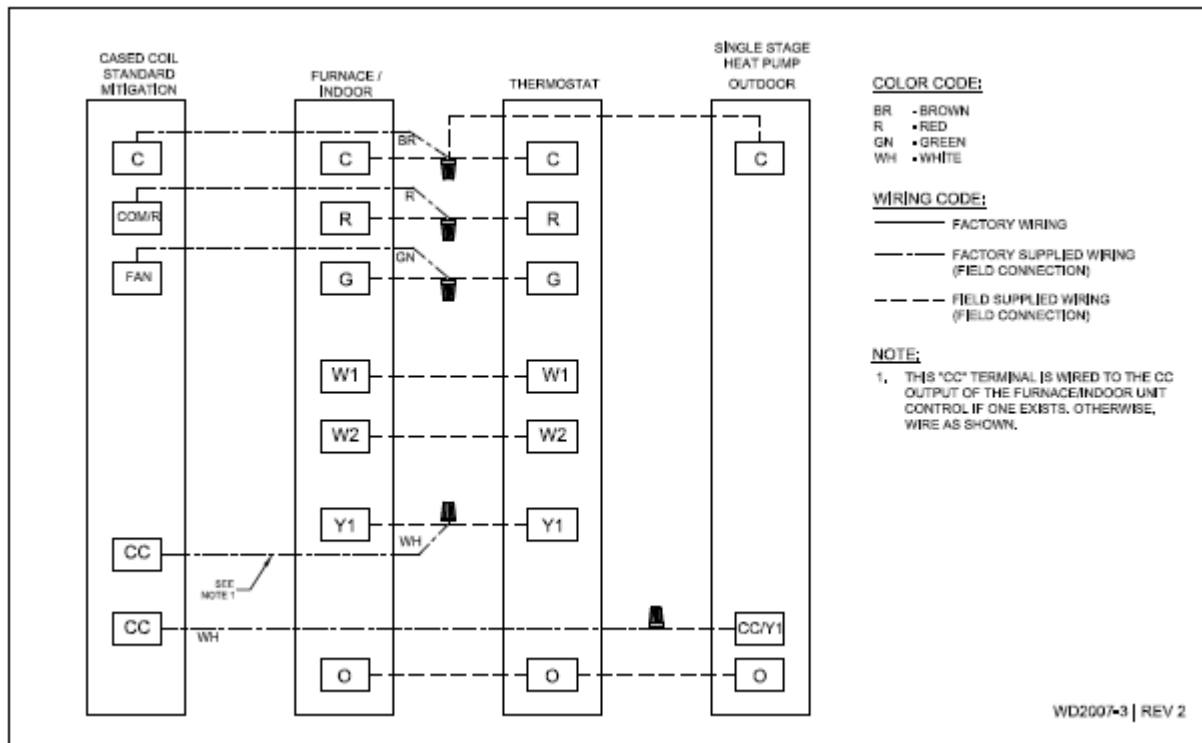 CASED COIL
STANDARD
MITIGATION
FURNACE /
INDOOR
THERMOSTAT
SINGLE STAGE
HEAT PUMP
OUTDOOR
C
COM/R
FAN
CC
CC
C
R
G
W1
W2
Y1
O
C
R
G
W1
W2
Y1
O
C
CC/Y1
O
BR
R
GN
WH
SEE
NOTE 1
WH
COLOR CODE:
BR - BROWN
R - RED
GN - GREEN
WH - WHITE
WIRING CODE:
FACTORY WIRING
FACTORY SUPPLIED WIRING
(FIELD CONNECTION)
FIELD SUPPLIED WIRING
(FIELD CONNECTION)
NOTE:
1. THIS "CC" TERMINAL IS WIRED TO THE CC
OUTPUT OF THE FURNACE/INDOOR UNIT
CONTROL IF ONE EXISTS. OTHERWISE,
WIRE AS SHOWN.
WD2007-3 | REV 2